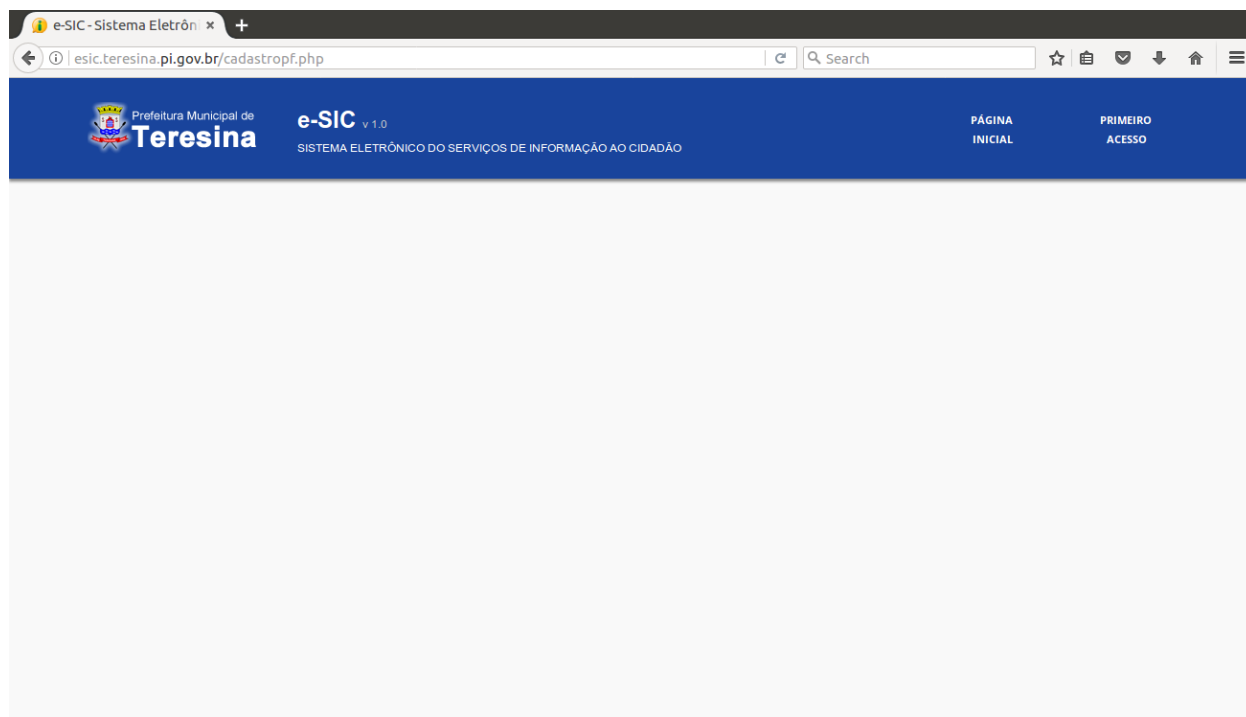 e-SIC - Sistema Eletrôni
esic.teresina.pi.gov.br/cadastropf.php
Search
Prefeitura Municipal de
Teresina
e-SIC v 1.0
SISTEMA ELETRÔNICO DO SERVIÇOS DE INFORMAÇÃO AO CIDADÃO
PÁGINA
INICIAL
PRIMEIRO
ACESSO